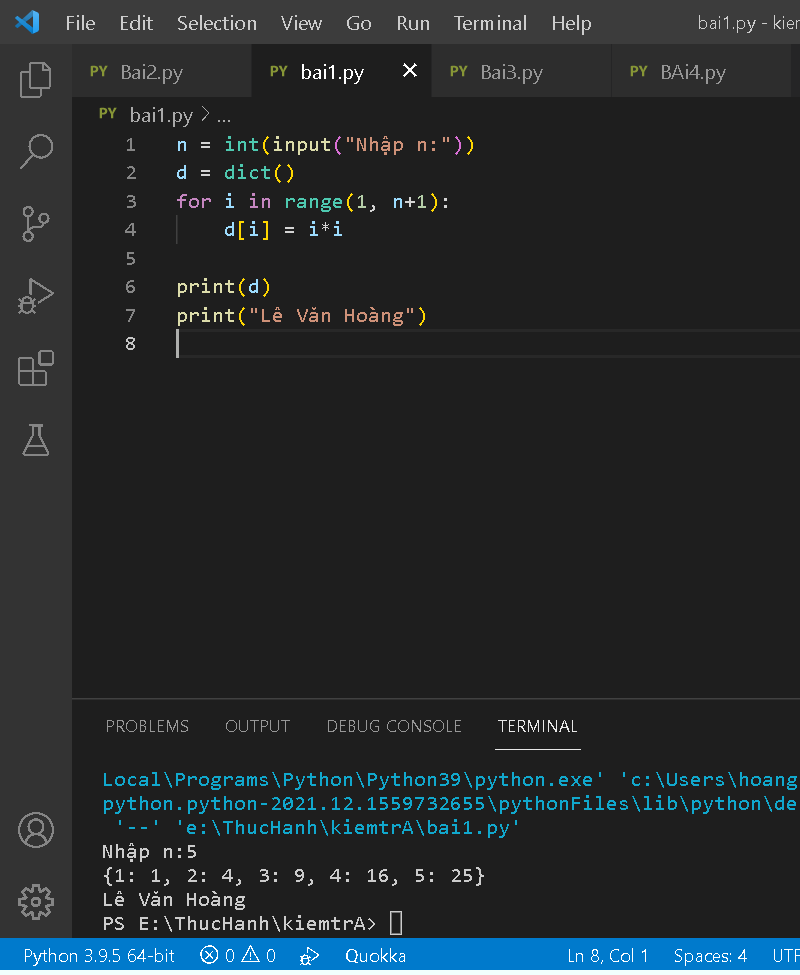 File Edit Selection View Go Run Terminal Help bai1.py - kier
PY Bai2.py PY bai1.py PY Bai3.py PY BAi4.py
PY bai1.py > ...
1 n = int(input("Nhập n:"))
2 d = dict()
3 for i in range(1, n+1):
4 d[i] = i*i
5
6 print(d)
7 print("Lê Văn Hoàng")
8
PROBLEMS OUTPUT DEBUG CONSOLE TERMINAL
Local\Programs\Python\Python39\python.exe' 'c:\Users\hoang
python.python-2021.12.1559732655\pythonFiles\lib\python\de
'--' 'e:\ThucHanh\kiemtrA\bai1.py'
Nhập n:5
{1: 1, 2: 4, 3: 9, 4: 16, 5: 25}
Lê Văn Hoàng
PS E:\ThucHanh\kiemtrA>
Python 3.9.5 64-bit 0 0 Quokka Ln 8, Col 1 Spaces: 4 UTF